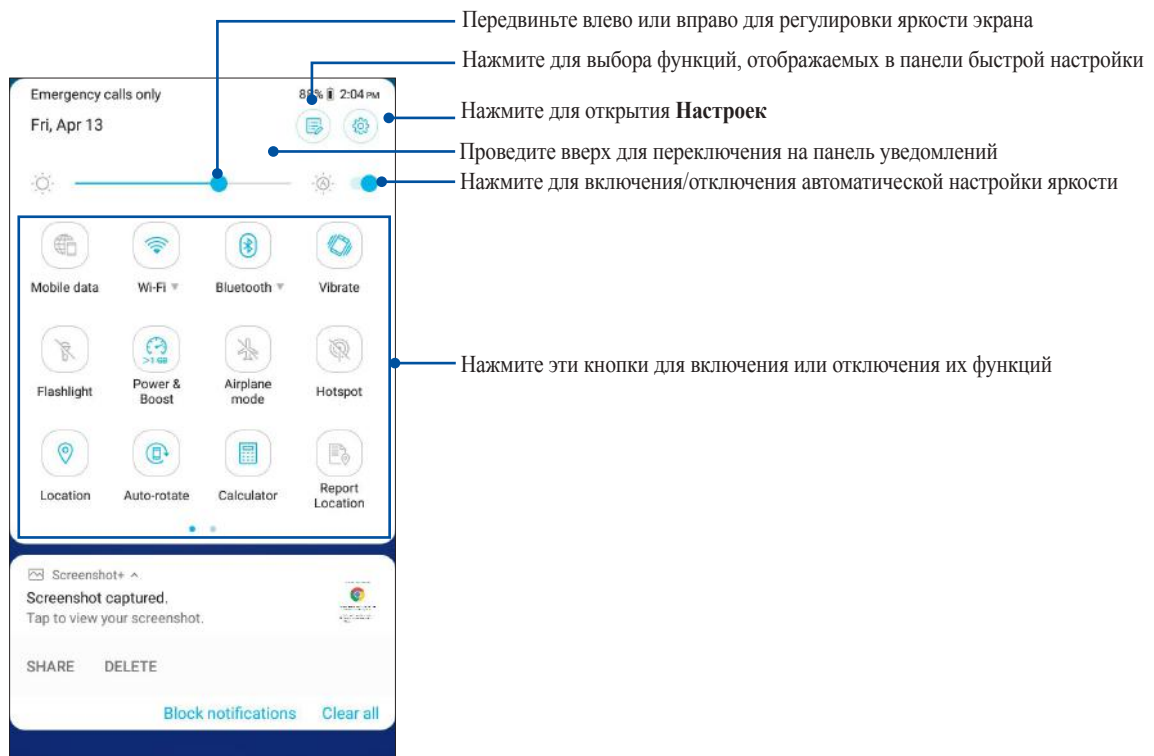 Передвиньте влево или вправо для регулировки яркости экрана
Нажмите для выбора функций, отображаемых в панели быстрой настройки
Нажмите для открытия Настроек
Проведите вверх для переключения на панель уведомлений
Нажмите для включения/отключения автоматической настройки яркости
Нажмите эти кнопки для включения или отключения их функций
Emergency calls only 88% 2:04 PM
Fri, Apr 13
Mobile data Wi-Fi Bluetooth Vibrate
>1 GB
Flashlight Power & Boost Airplane mode Hotspot
Location Auto-rotate Calculator Report Location
Screenshot+
Screenshot captured.
Tap to view your screenshot.
SHARE DELETE
Block notifications Clear all